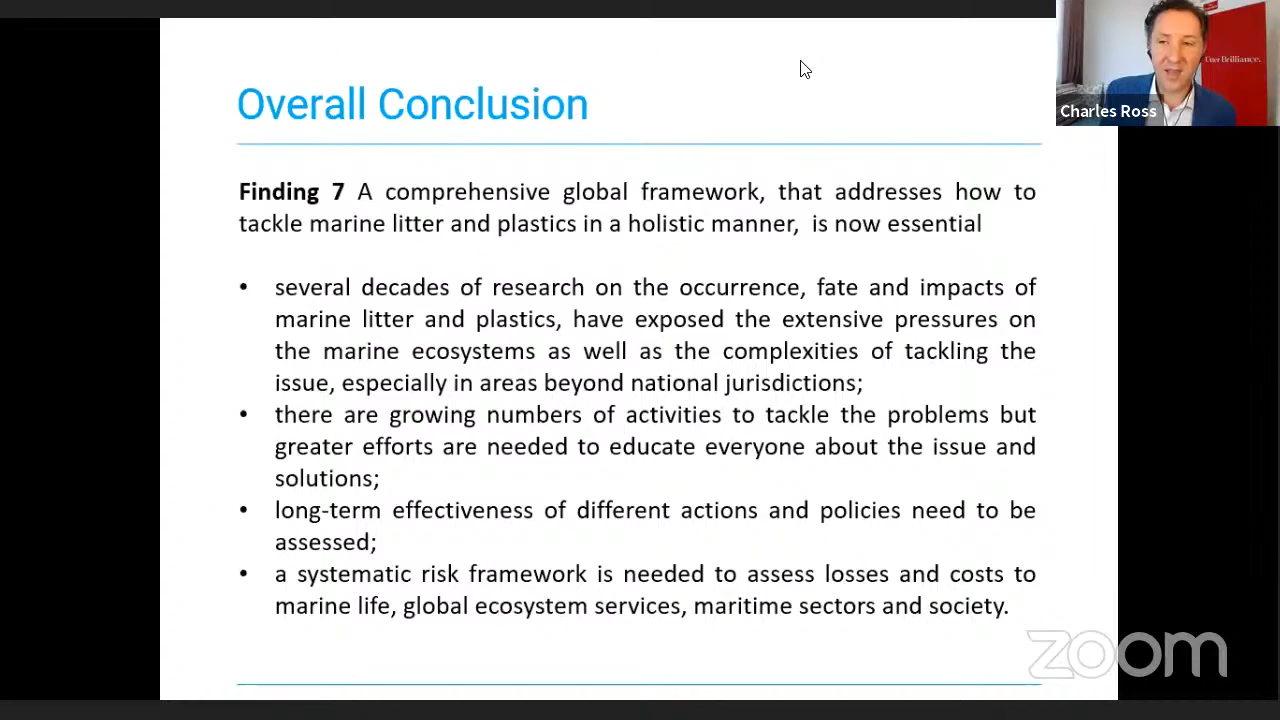 Overall Conclusion
Finding 7 A comprehensive global framework, that addresses how to
tackle marine litter and plastics in a holistic manner, is now essential
• several decades of research on the occurrence, fate and impacts of
marine litter and plastics, have exposed the extensive pressures on
the marine ecosystems as well as the complexities of tackling the
issue, especially in areas beyond national jurisdictions;
• there are growing numbers of activities to tackle the problems but
greater efforts are needed to educate everyone about the issue and
solutions;
• long-term effectiveness of different actions and policies need to be
assessed;
• a systematic risk framework is needed to assess losses and costs to
marine life, global ecosystem services, maritime sectors and society.
Brilliance.
Charles Ross
zoom